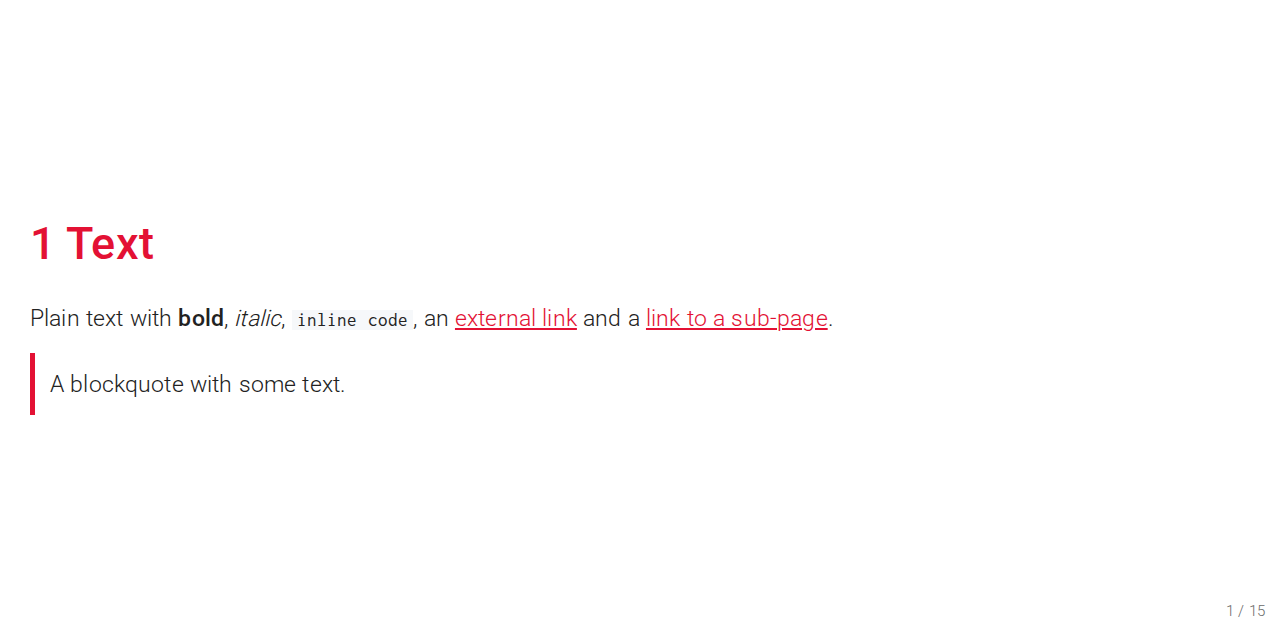 1 Text
Plain text with bold, italic, inline code, an external link and a link to a sub-page.
A blockquote with some text.
1 / 15